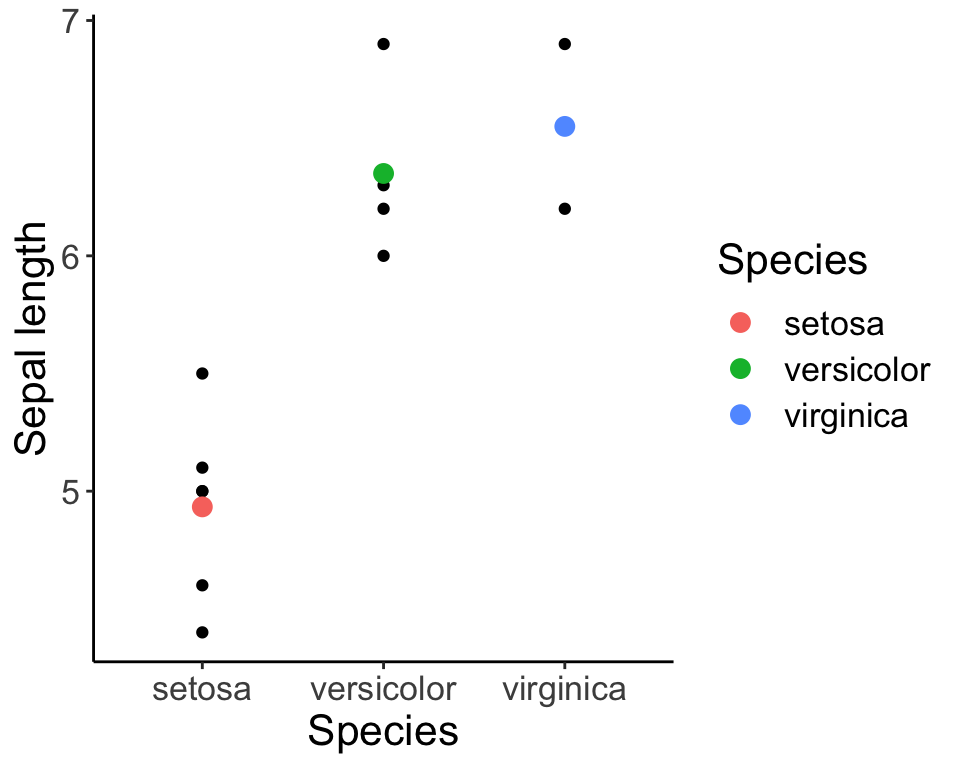 7
6
5
Sepal length
setosa versicolor virginica
Species
Species
setosa
versicolor
virginica